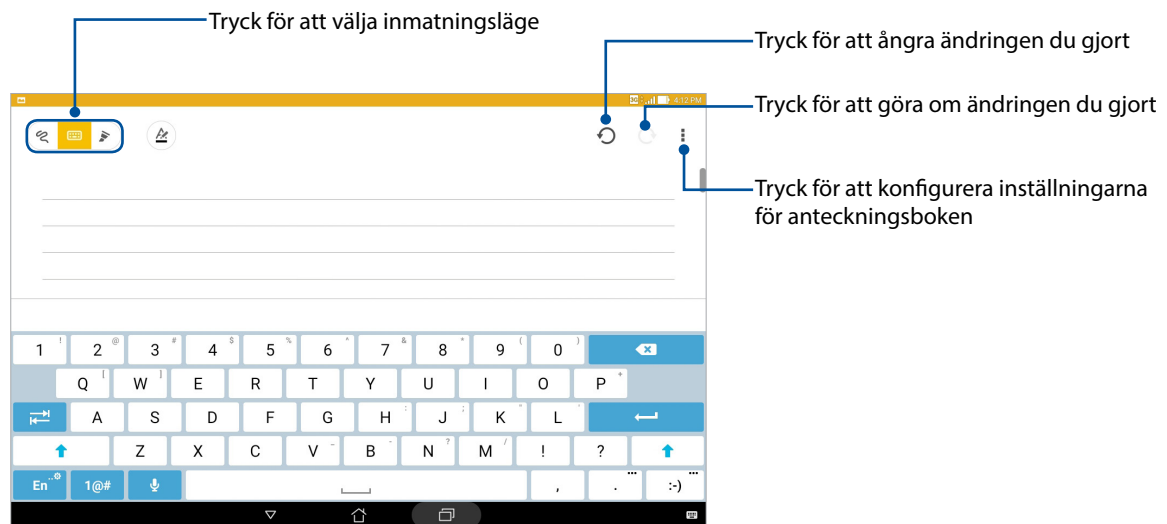 Tryck för att välja inmatningsläge
Tryck för att ångra ändringen du gjort
Tryck för att göra om ändringen du gjort
Tryck för att konfigurera inställningarna
för anteckningsboken
3G 4:12 PM
1 ! 2 @ 3 # 4 $ 5 % 6 ^ 7 & 8 * 9 ( 0 )
Q [ W ] E R T Y U I O P +
A S D F G H : J ; K " L '
Z X C V _ B - N ? M / ! ?
En 1@# , . ... :-) ...